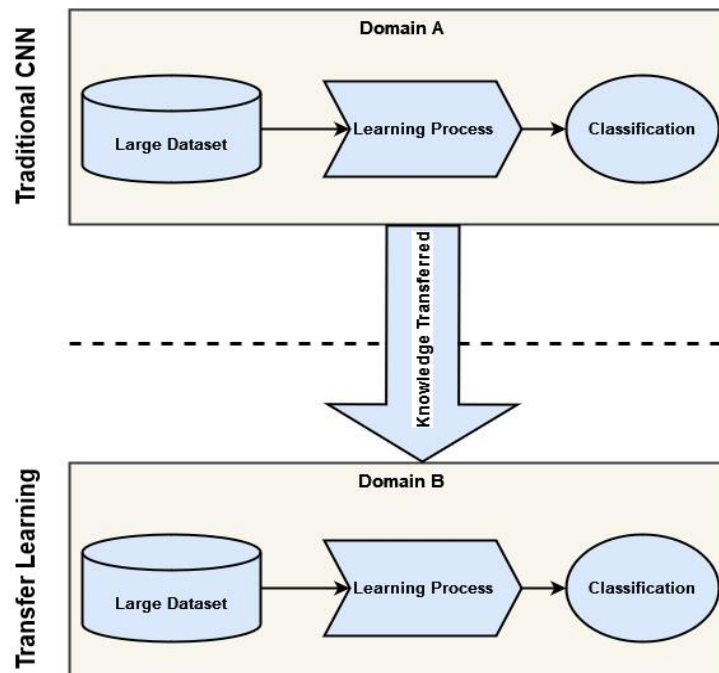 Traditional CNN
Domain A
Large Dataset
Learning Process
Classification
Knowledge Transferred
Transfer Learning
Domain B
Large Dataset
Learning Process
Classification